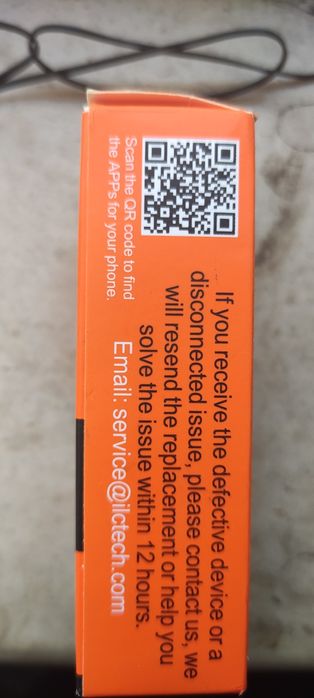 If you receive the defective device or a
disconnected issue, please contact us, we
will resend the replacement or help you
solve the issue within 12 hours.
Email: service@ilctech.com
Scan the QR code to find
the APPs for your phone.